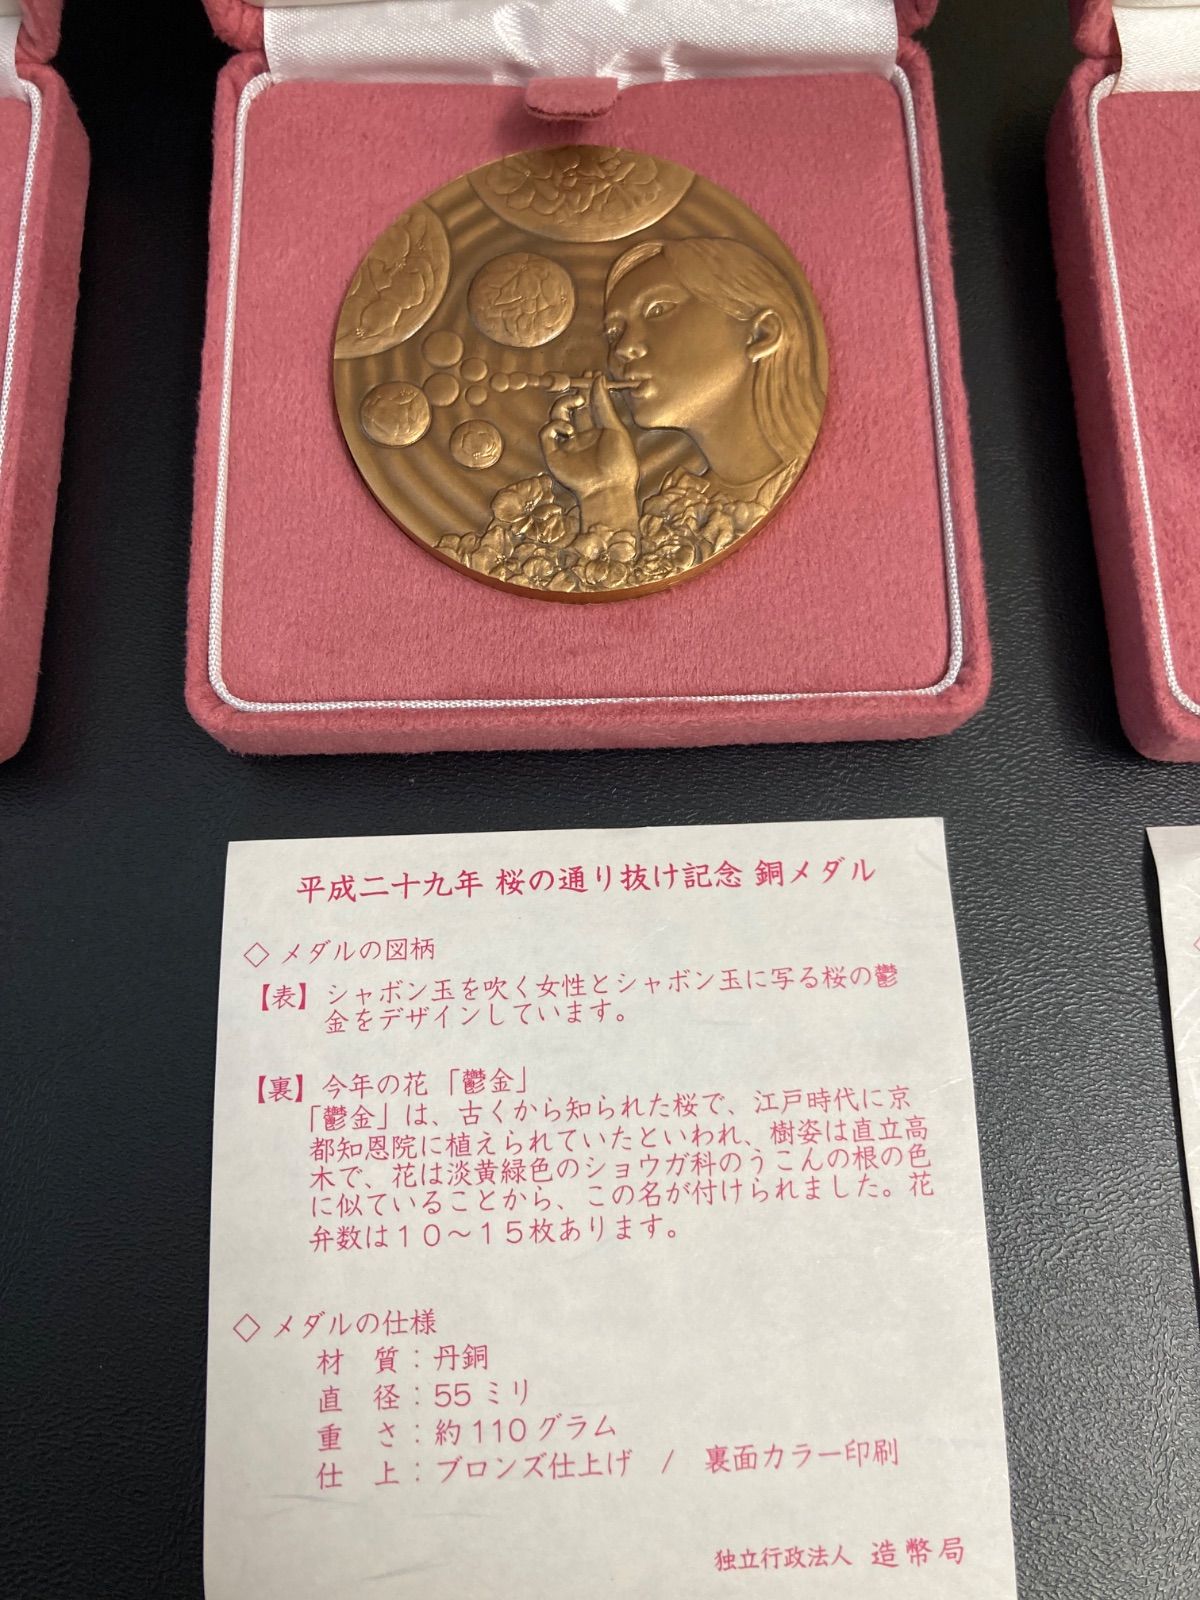 平成二十九年 桜の通り抜け記念 銅メダル
◇ メダルの図柄
【表】シャボン玉を吹く女性とシャボン玉に写る桜の鬱
金をデザインしています。
【裏】今年の花「鬱金」
「鬱金」は、古くから知られた桜で、江戸時代に京
都知恩院に植えられていたといわれ、樹姿は直立高
木で、花は淡黄緑色のショウガ科のうこんの根の色
に似ていることから、この名が付けられました。花
弁数は10～15枚あります。
◇ メダルの仕様
材 質：丹銅
直 径：55ミリ
重 さ：約110グラム
仕 上：ブロンズ仕上げ / 裏面カラー印刷
独立行政法人 造幣局